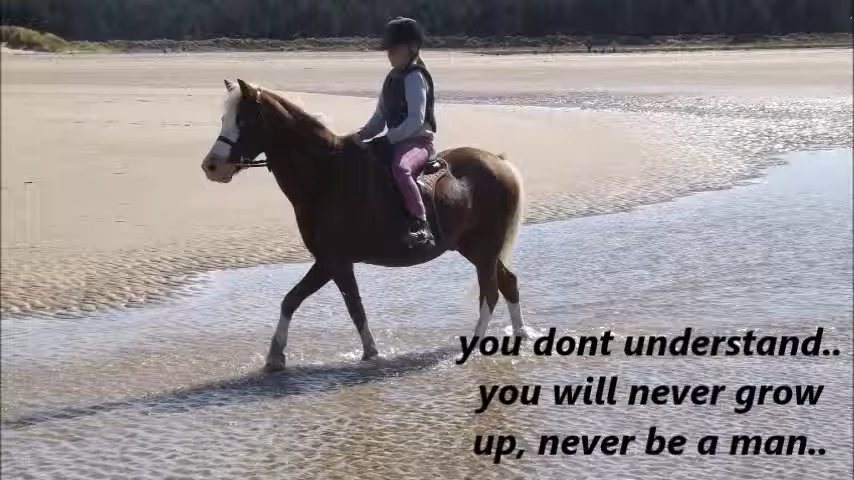 you dont understand..
you will never grow
up, never be a man..